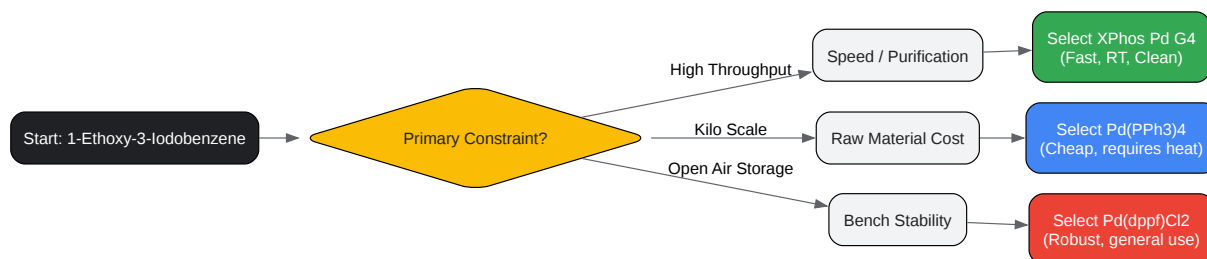 Start: 1-Ethoxy-3-Iodobenzene
Primary Constraint?
High Throughput
Speed / Purification
Select XPhos Pd G4
(Fast, RT, Clean)
Kilo Scale
Raw Material Cost
Select Pd(PPh3)4
(Cheap, requires heat)
Open Air Storage
Bench Stability
Select Pd(dppf)Cl2
(Robust, general use)